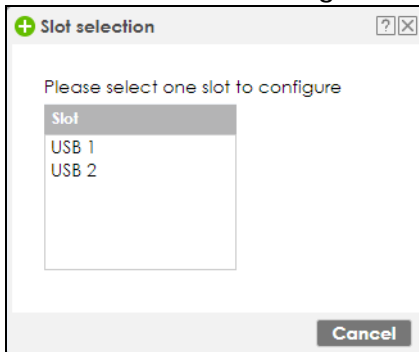 Slot selection
Please select one slot to configure
Slot
USB 1
USB 2
Cancel